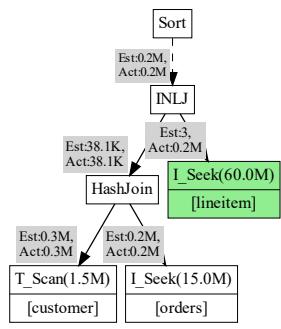 Sort
Est:0.2M,
Act:0.2M
INLJ
Est:38.1K,
Act:38.1K
Est:3,
Act:0.2M
HashJoin
I_Seek(60.0M)
[lineitem]
Est:0.3M,
Act:0.3M
Est:0.2M,
Act:0.2M
T_Scan(1.5M)
[customer]
I_Seek(15.0M)
[orders]